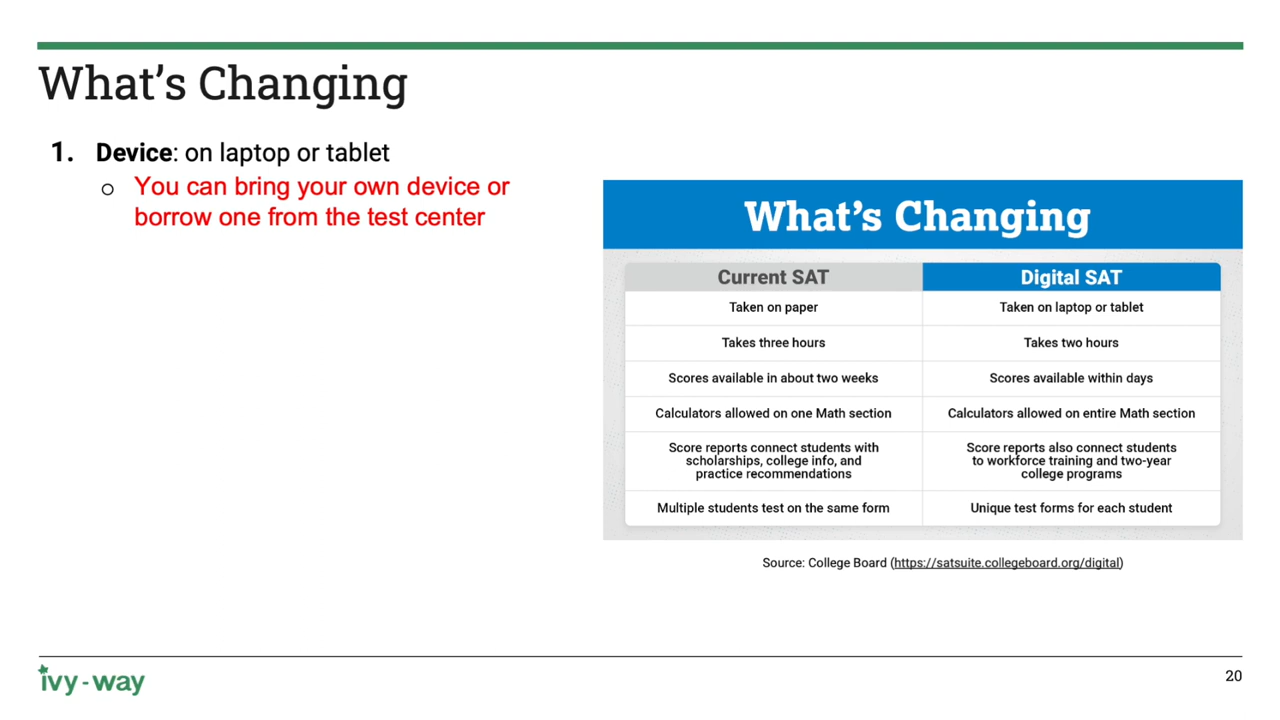 What's Changing
1. Device: on laptop or tablet
○ You can bring your own device or
borrow one from the test center
What's Changing
Current SAT Digital SAT
Taken on paper Taken on laptop or tablet
Takes three hours Takes two hours
Scores available in about two weeks Scores available within days
Calculators allowed on one Math section Calculators allowed on entire Math section
Score reports connect students with
scholarships, college info, and
practice recommendations
Score reports also connect students
to workforce training and two-year
college programs
Multiple students test on the same form Unique test forms for each student
Source: College Board (https://satsuite.collegeboard.org/digital)
ivy-way
20